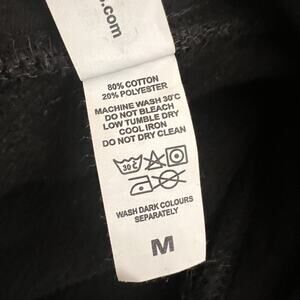 s.com
80% COTTON
20% POLYESTER
MACHINE WASH 30°C
DO NOT BLEACH
LOW TUMBLE DRY
COOL IRON
DO NOT DRY CLEAN
30°C
WASH DARK COLOURS
SEPARATELY
M